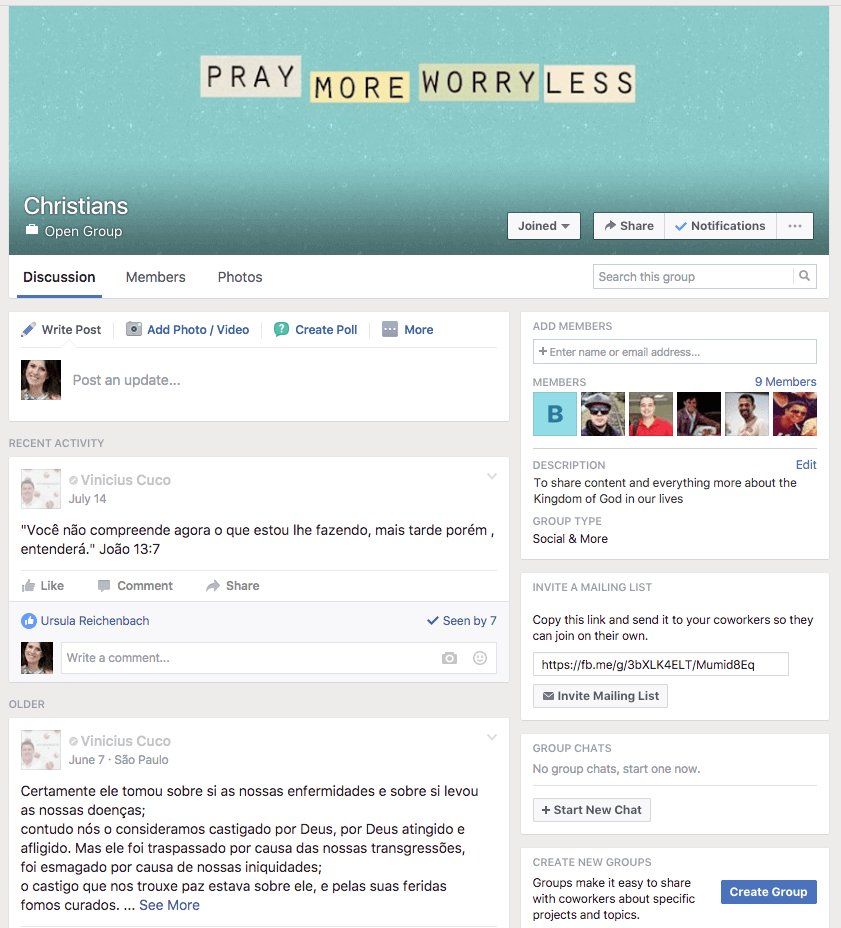 PRAY MORE WORRY LESS
Christians
Open Group
Joined
Share
Notifications
Discussion
Members
Photos
Search this group
Write Post
Add Photo / Video
Create Poll
More
Post an update...
RECENT ACTIVITY
Vinicius Cuco
July 14
"Você não compreende agora o que estou lhe fazendo, mais tarde porém ,
entenderá." João 13:7
Like
Comment
Share
Ursula Reichenbach
Seen by 7
Write a comment...
OLDER
Vinicius Cuco
June 7 · São Paulo
Certamente ele tomou sobre si as nossas enfermidades e sobre si levou
as nossas doenças;
contudo nós o consideramos castigado por Deus, por Deus atingido e
afligido. Mas ele foi traspassado por causa das nossas transgressões,
foi esmagado por causa de nossas iniquidades;
o castigo que nos trouxe paz estava sobre ele, e pelas suas feridas
fomos curados. ... See More
ADD MEMBERS
+ Enter name or email address...
MEMBERS
9 Members
B
DESCRIPTION
Edit
To share content and everything more about the
Kingdom of God in our lives
GROUP TYPE
Social & More
INVITE A MAILING LIST
Copy this link and send it to your coworkers so they
can join on their own.
https://fb.me/g/3bXLK4ELT/Mumid8Eq
Invite Mailing List
GROUP CHATS
No group chats, start one now.
+ Start New Chat
CREATE NEW GROUPS
Groups make it easy to share
with coworkers about specific
projects and topics.
Create Group